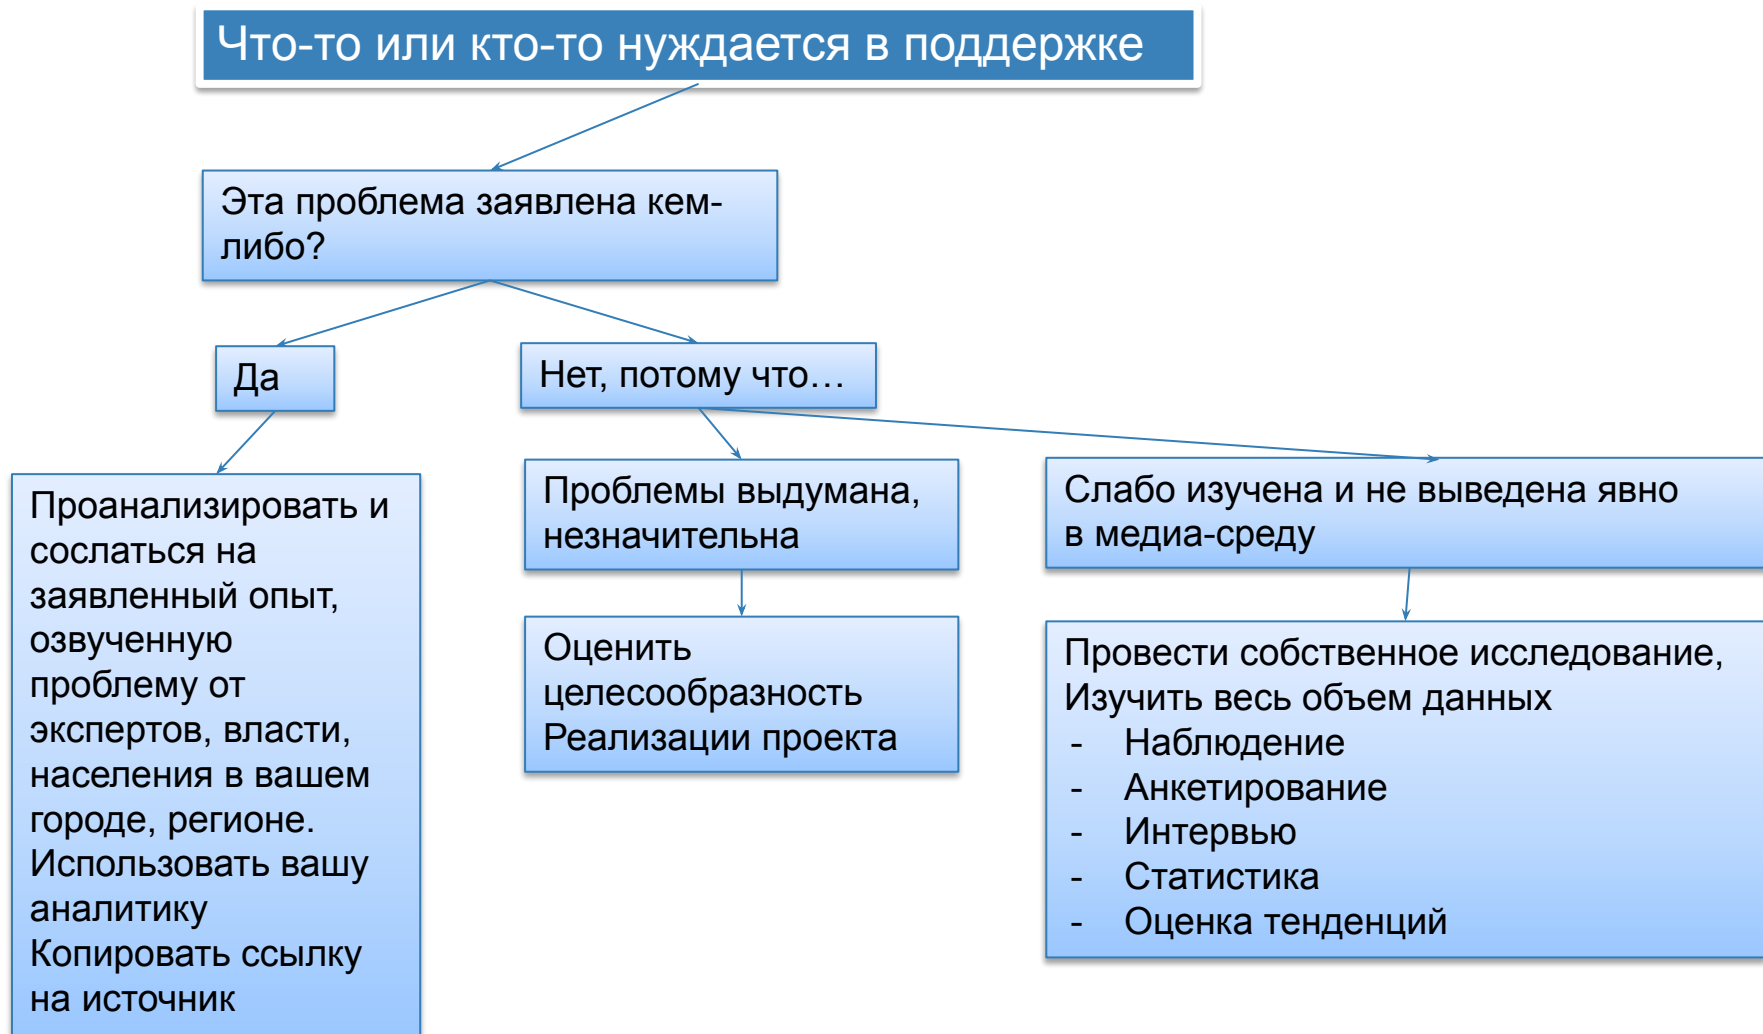 Что-то или кто-то нуждается в поддержке
Эта проблема заявлена кем-
либо?
Да
Нет, потому что…
Проанализировать и
сослаться на
заявленный опыт,
озвученную
проблему от
экспертов, власти,
населения в вашем
городе, регионе.
Использовать вашу
аналитику
Копировать ссылку
на источник
Проблемы выдумана,
незначительна
Оценить
целесообразность
Реализации проекта
Слабо изучена и не выведена явно
в медиа-среду
Провести собственное исследование,
Изучить весь объем данных
- Наблюдение
- Анкетирование
- Интервью
- Статистика
- Оценка тенденций